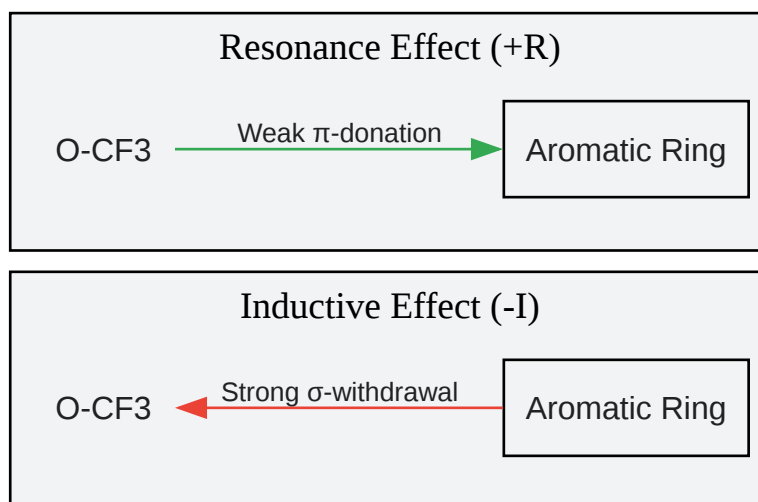 Resonance Effect (+R)
Weak π-donation
O-CF3
Aromatic Ring
Inductive Effect (-I)
Strong σ-withdrawal
O-CF3
Aromatic Ring